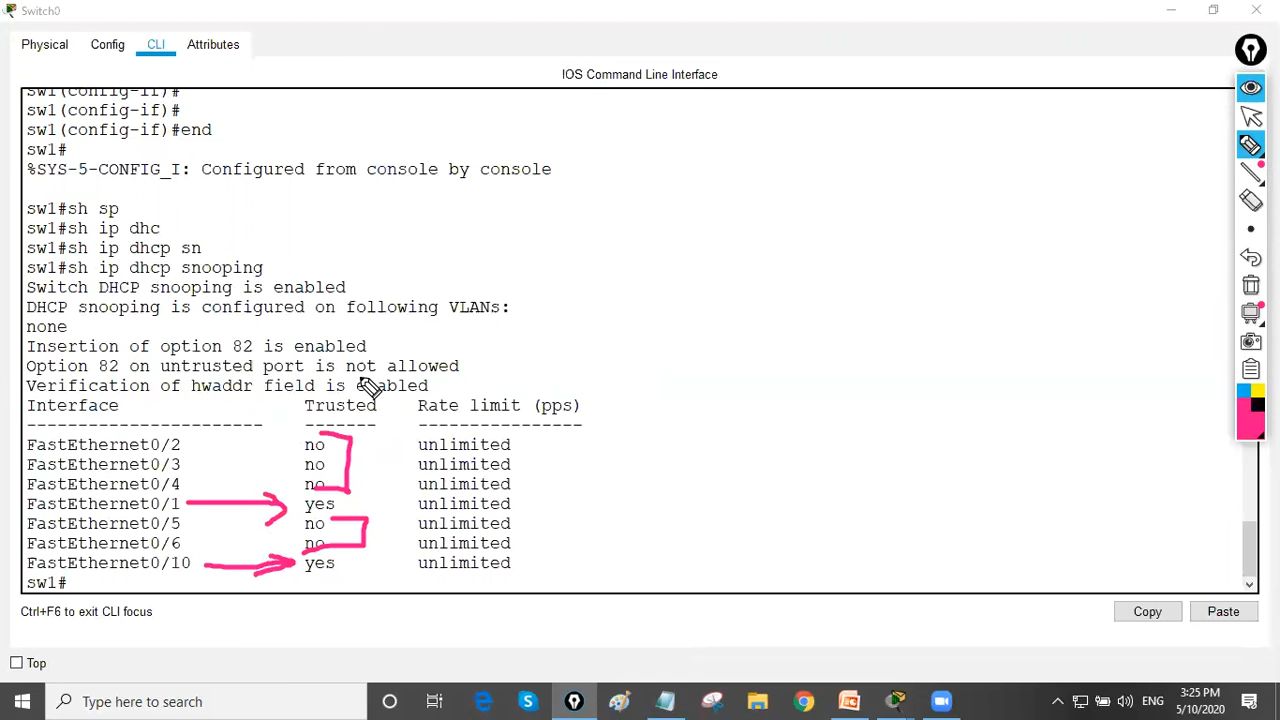 Switch0
Physical Config CLI Attributes
IOS Command Line Interface
sw1(config-if)#
sw1(config-if)#
sw1(config-if)#end
sw1#
%SYS-5-CONFIG_I: Configured from console by console
sw1#sh sp
sw1#sh ip dhc
sw1#sh ip dhcp sn
sw1#sh ip dhcp snooping
Switch DHCP snooping is enabled
DHCP snooping is configured on following VLANs:
none
Insertion of option 82 is enabled
Option 82 on untrusted port is not allowed
Verification of hwaddr field is enabled
Interface Trusted Rate limit (pps)
----------------------- ------- ----------------
FastEthernet0/2 no unlimited
FastEthernet0/3 no unlimited
FastEthernet0/4 no unlimited
FastEthernet0/1 yes unlimited
FastEthernet0/5 no unlimited
FastEthernet0/6 no unlimited
FastEthernet0/10 yes unlimited
sw1#
Ctrl+F6 to exit CLI focus
Copy Paste
Top
Type here to search
ENG
3:25 PM
5/10/2020